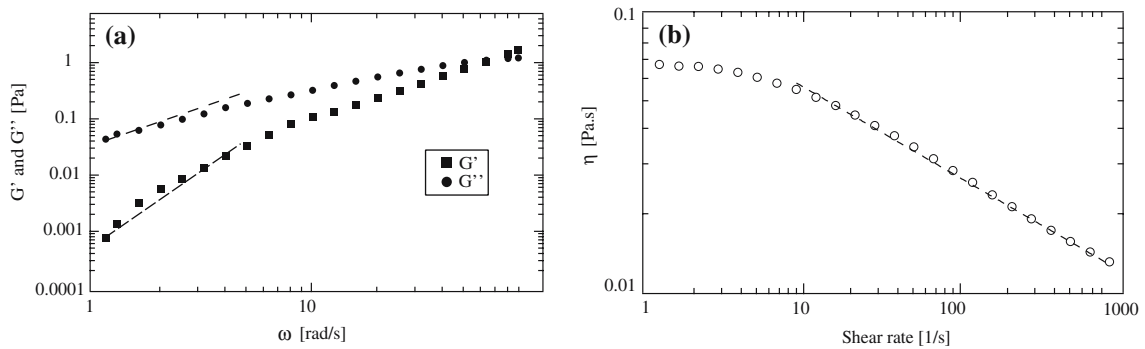 (a)
G' and G'' [Pa]
1
0.1
0.01
0.001
0.0001
G'
G''
1
10
ω [rad/s]
(b)
η [Pa.s]
0.1
0.01
1
10
100
1000
Shear rate [1/s]